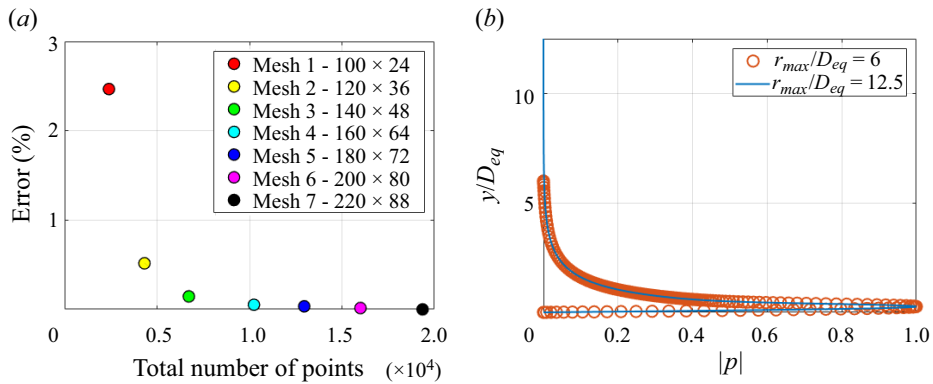 (a)
3
2
1
Error (%)
Mesh 1 - 100 × 24
Mesh 2 - 120 × 36
Mesh 3 - 140 × 48
Mesh 4 - 160 × 64
Mesh 5 - 180 × 72
Mesh 6 - 200 × 80
Mesh 7 - 220 × 88
0 0.5 1.0 1.5 2.0
Total number of points (×10⁴)
(b)
10
5
y/D_eq
r_max/D_eq = 6
r_max/D_eq = 12.5
0 0.2 0.4 0.6 0.8 1.0
|p|